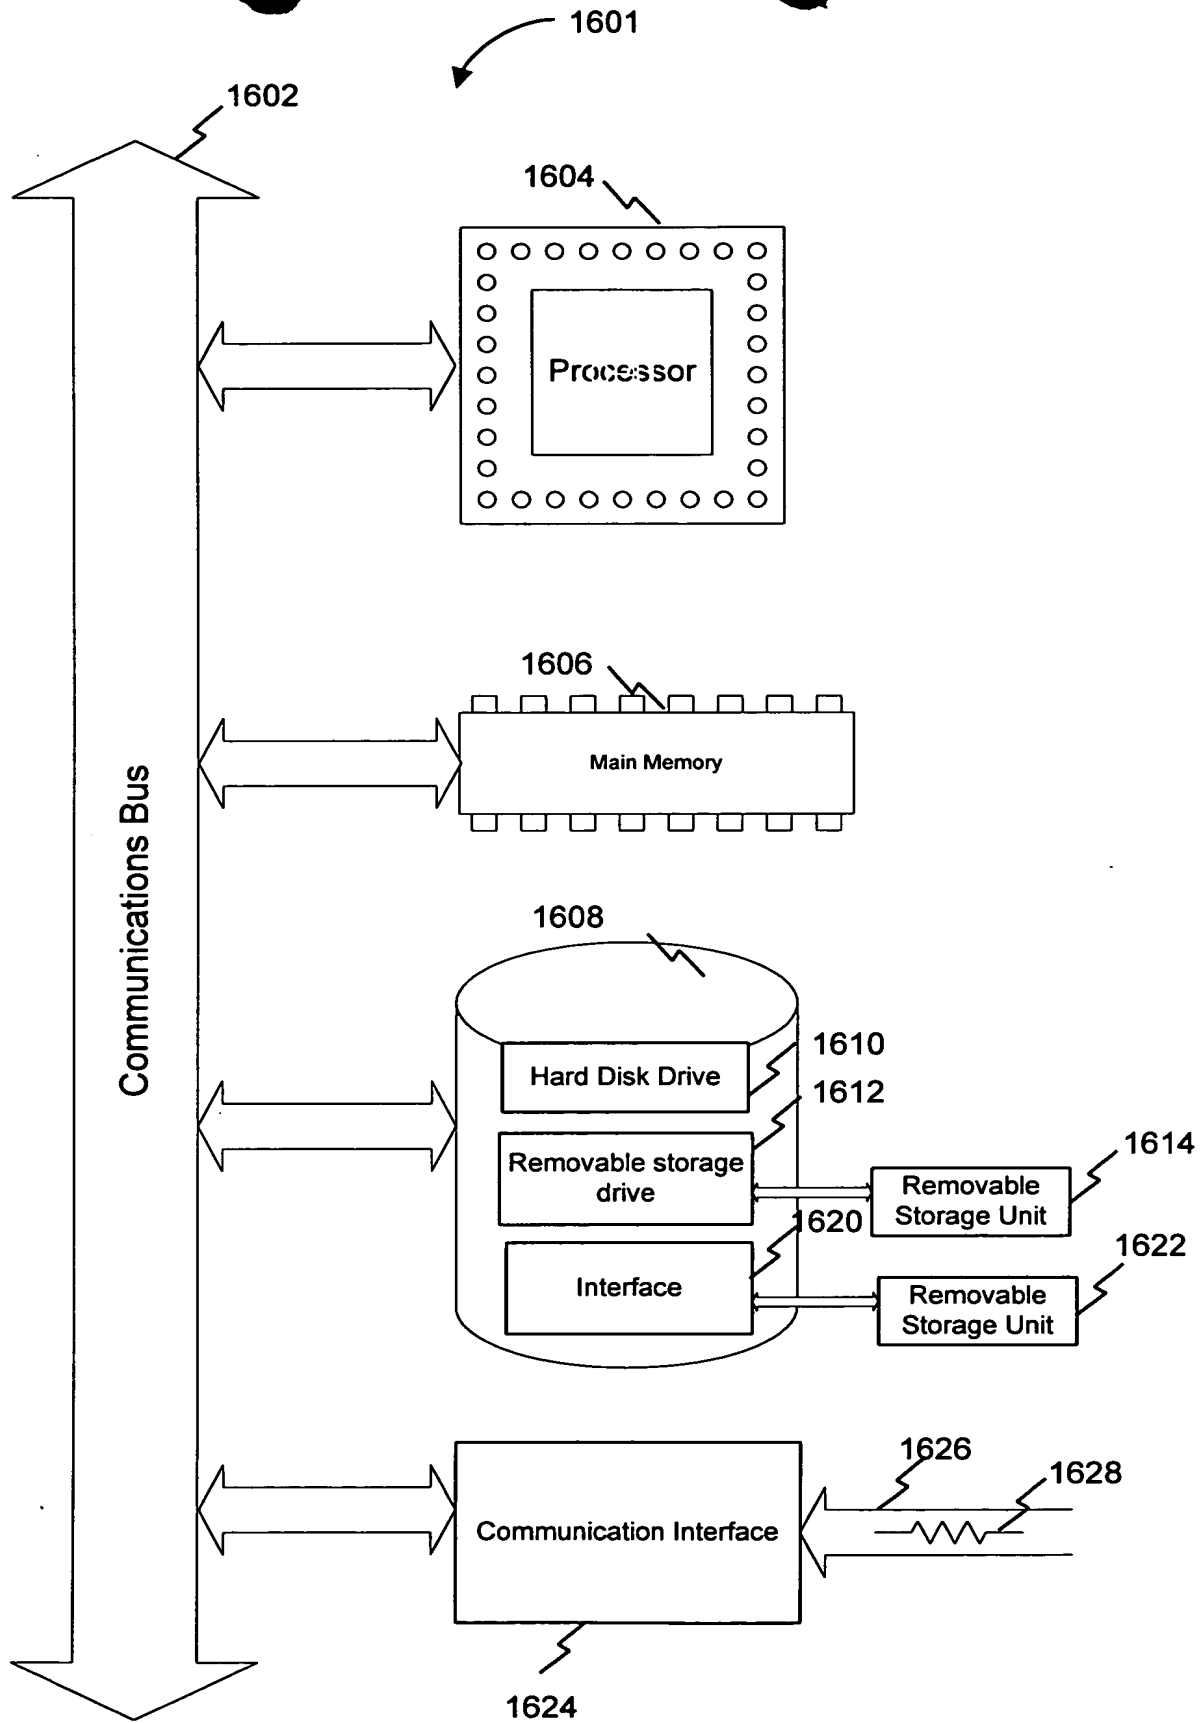 1601
1602
1604
Processor
1606
Main Memory
Communications Bus
1608
1610
Hard Disk Drive
1612
Removable storage
drive
1614
Removable
Storage Unit
1620
Interface
1622
Removable
Storage Unit
1626
1628
Communication Interface
1624